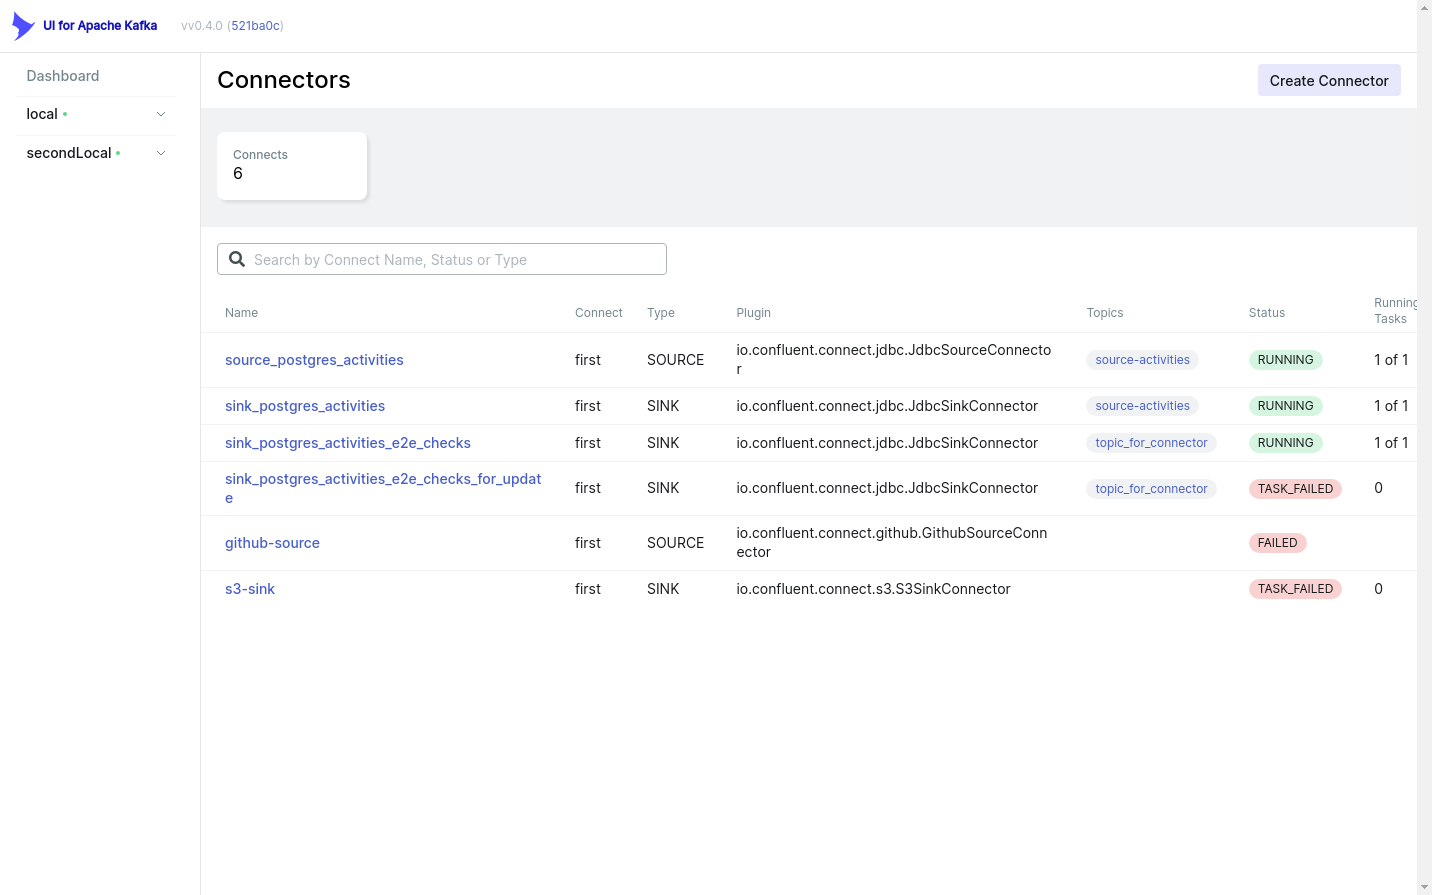 UI for Apache Kafka
vv0.4.0 (521ba0c)
Dashboard
local
secondLocal
Connectors
Create Connector
Connects
6
Search by Connect Name, Status or Type
Name Connect Type Plugin Topics Status Running
Tasks
source_postgres_activities first SOURCE io.confluent.connect.jdbc.JdbcSourceConnecto
r source-activities RUNNING 1 of 1
sink_postgres_activities first SINK io.confluent.connect.jdbc.JdbcSinkConnector source-activities RUNNING 1 of 1
sink_postgres_activities_e2e_checks first SINK io.confluent.connect.jdbc.JdbcSinkConnector topic_for_connector RUNNING 1 of 1
sink_postgres_activities_e2e_checks_for_updat
e first SINK io.confluent.connect.jdbc.JdbcSinkConnector topic_for_connector TASK_FAILED 0
github-source first SOURCE io.confluent.connect.github.GithubSourceConn
ector FAILED
s3-sink first SINK io.confluent.connect.s3.S3SinkConnector TASK_FAILED 0